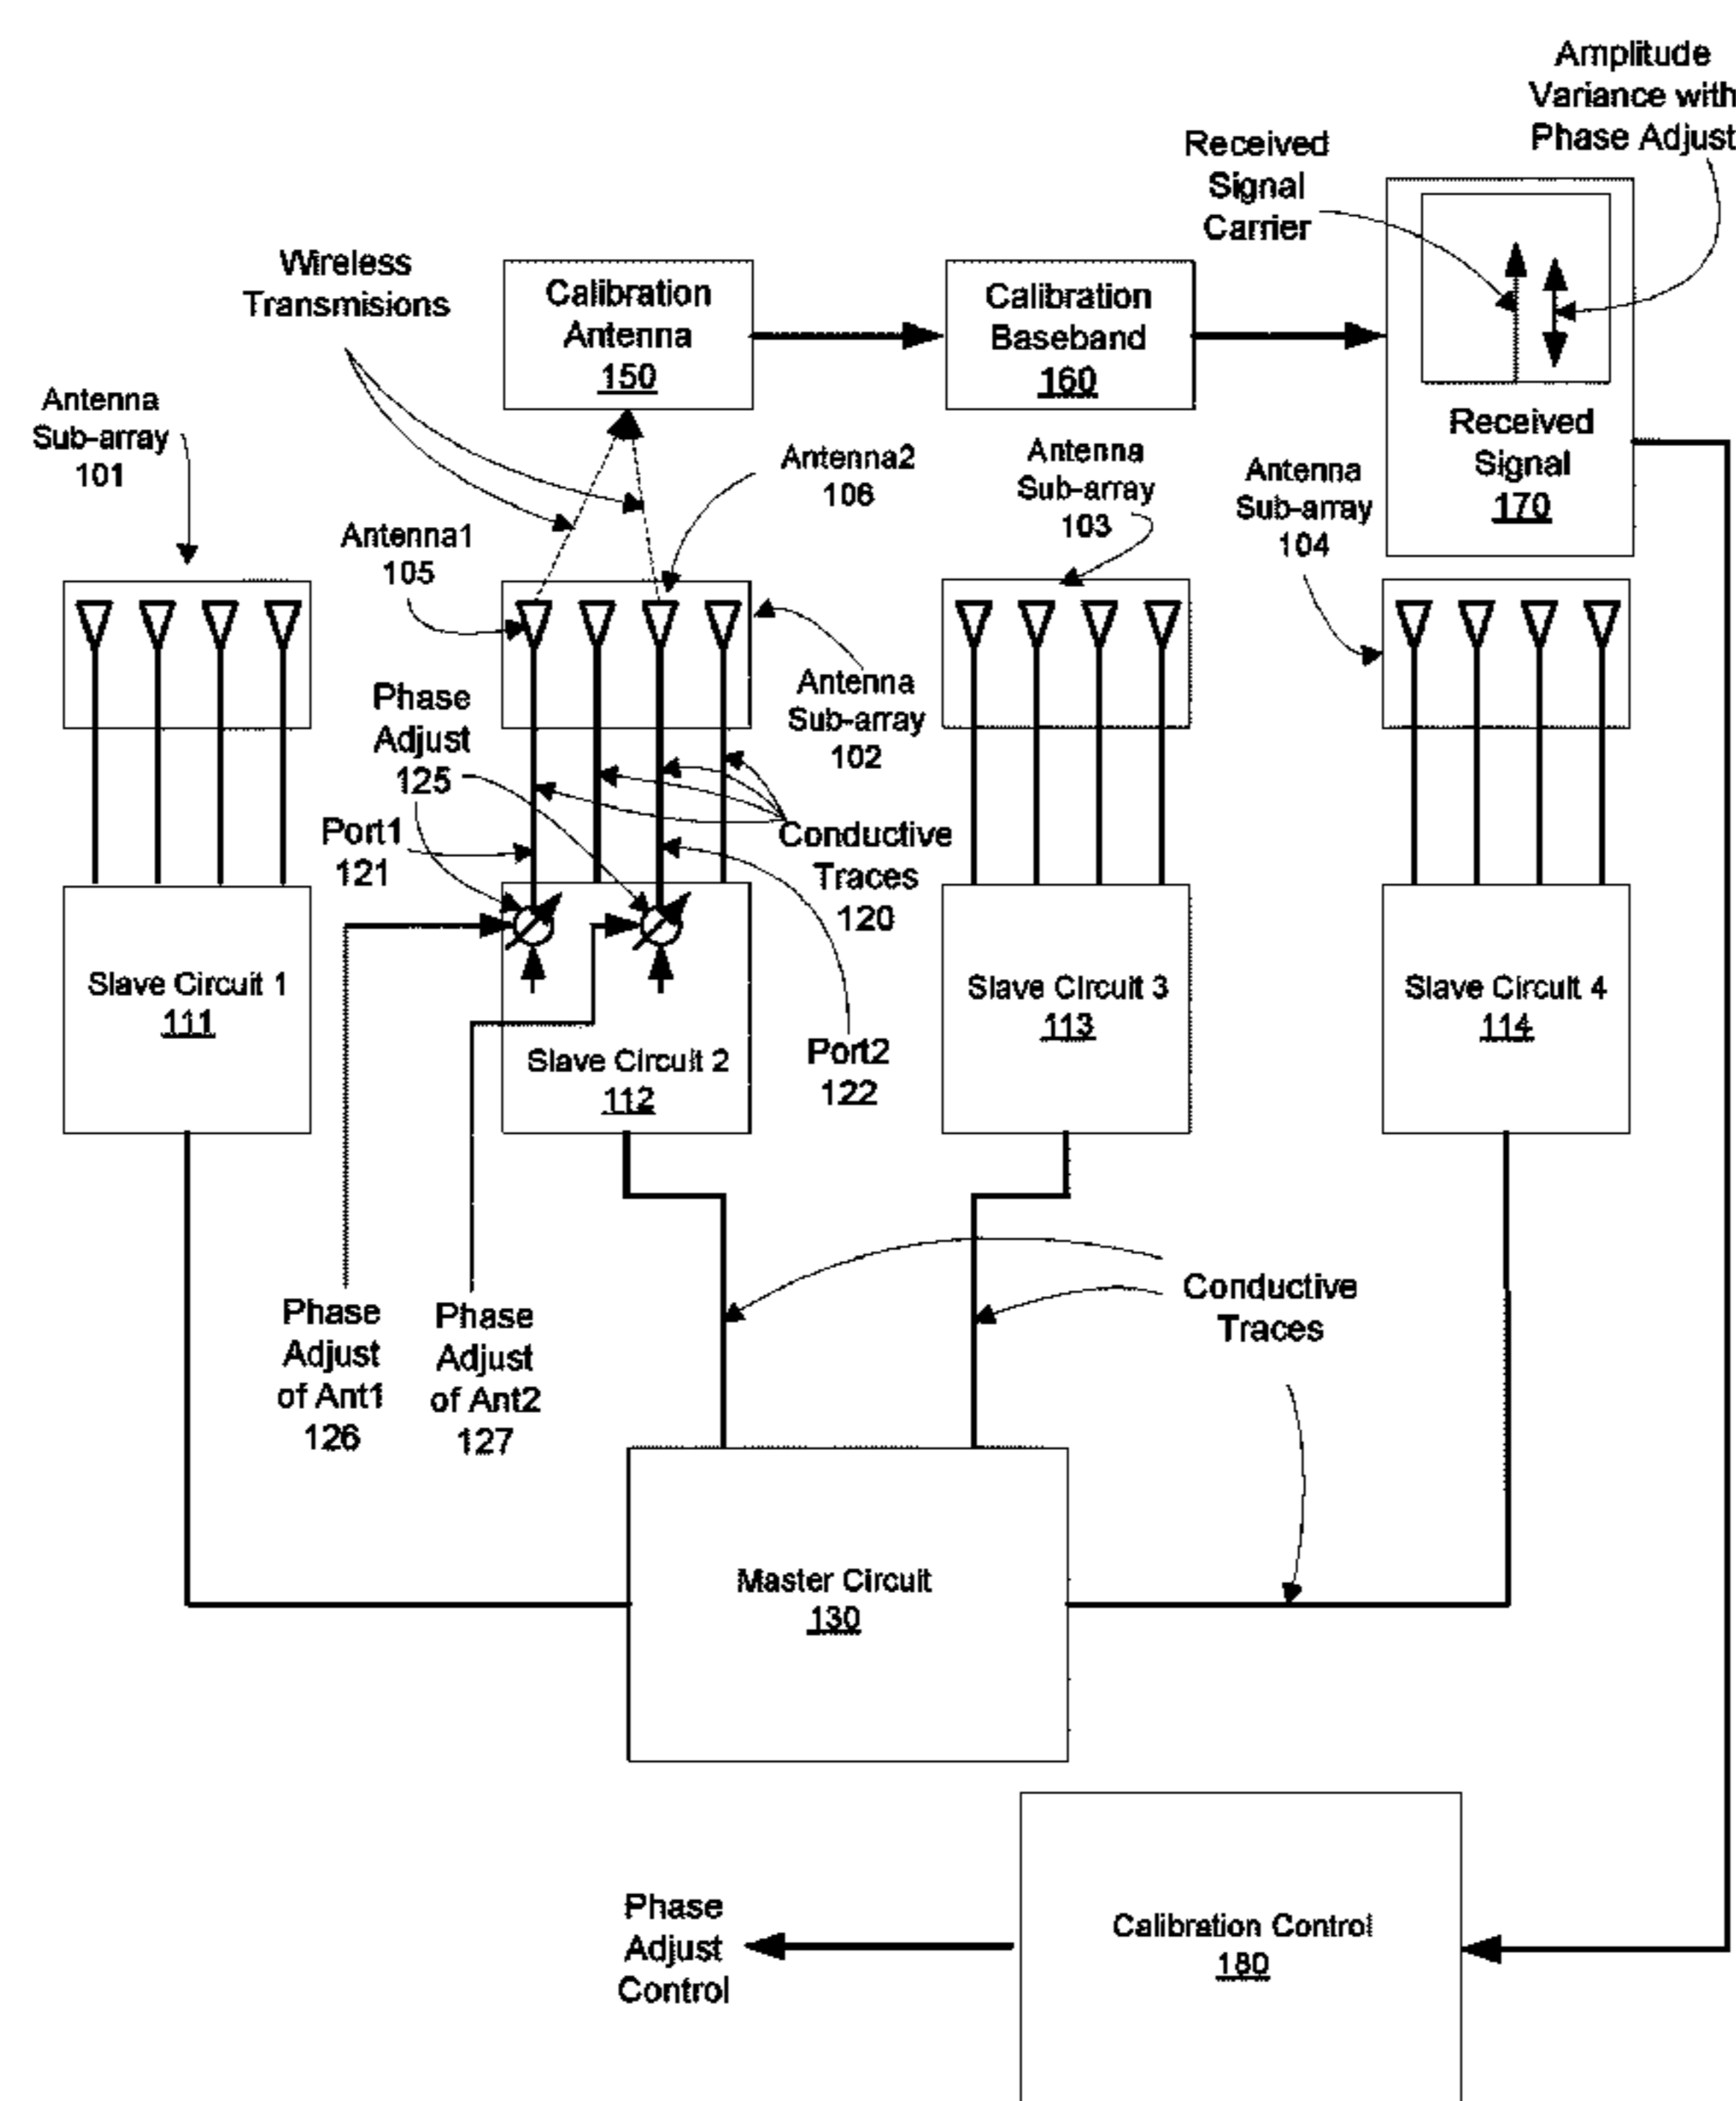 Amplitude
Variance with
Phase Adjust
Received
Signal
Carrier
Wireless
Transmisions
Calibration
Antenna
150
Calibration
Baseband
160
Received
Signal
170
Antenna
Sub-array
101
Antenna1
105
Antenna2
106
Antenna
Sub-array
103
Antenna
Sub-array
104
Phase
Adjust
125
Antenna
Sub-array
102
Port1
121
Conductive
Traces
120
Slave Circuit 1
111
Slave Circuit 2
112
Port2
122
Slave Circuit 3
113
Slave Circuit 4
114
Phase
Adjust
of Ant1
126
Phase
Adjust
of Ant2
127
Conductive
Traces
Master Circuit
130
Phase
Adjust
Control
Calibration Control
180